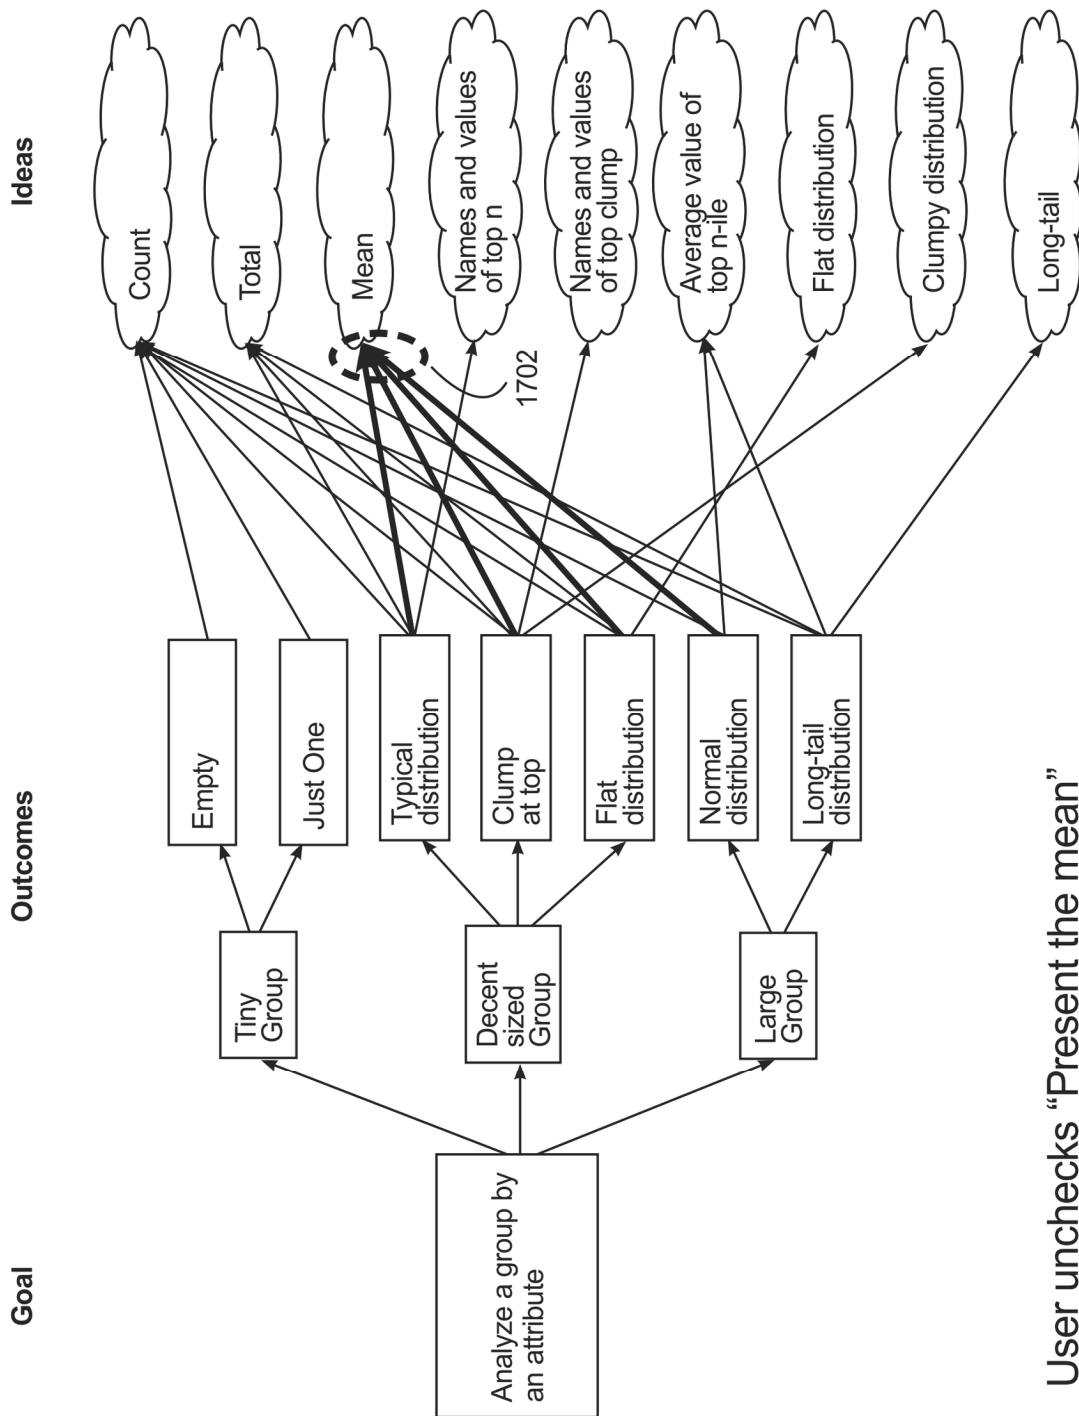 Goal
Outcomes
Ideas
Analyze a group by
an attribute
Tiny
Group
Decent
sized
Group
Large
Group
Empty
Just One
Typical
distribution
Clump
at top
Flat
distribution
Normal
distribution
Long-tail
distribution
Count
Total
Mean
Names and values
of top n
Names and values
of top clump
Average value of
top n-ile
Flat distribution
Clumpy distribution
Long-tail
1702
User unchecks “Present the mean”